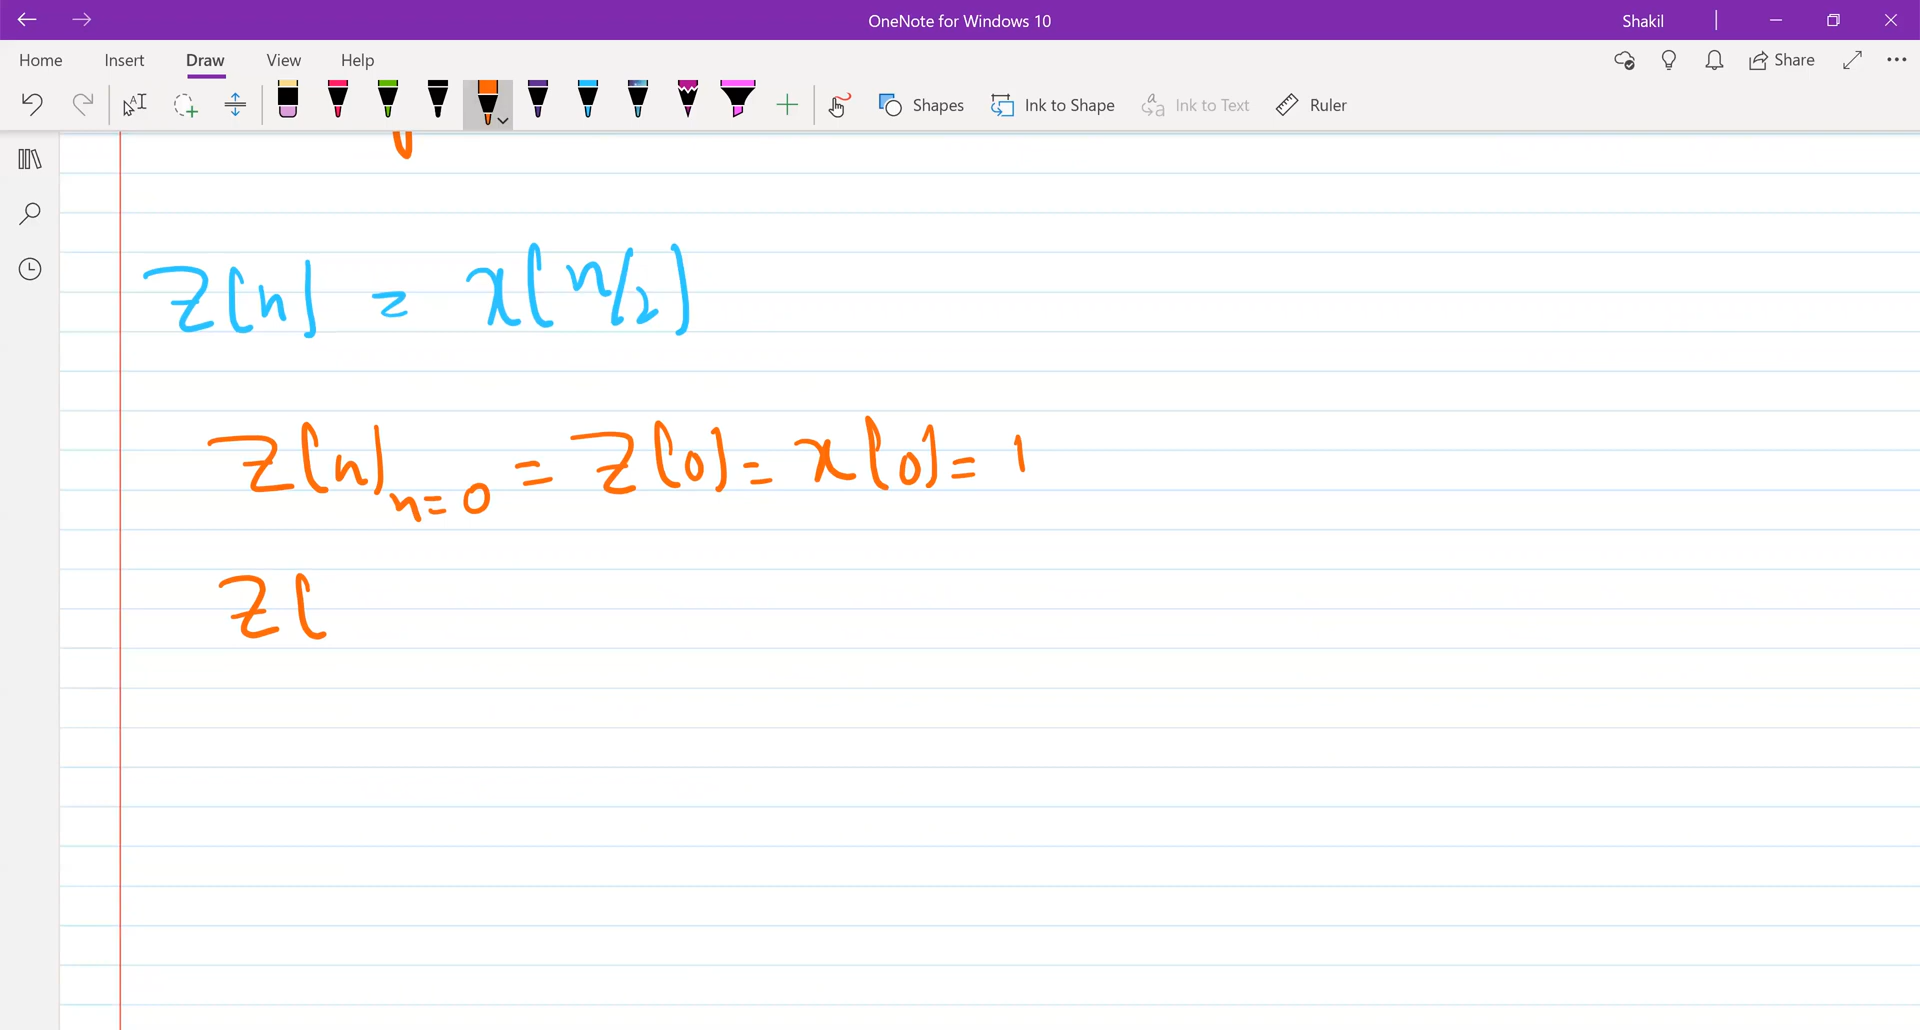 OneNote for Windows 10 Shakil
Home Insert Draw View Help Share
Shapes Ink to Shape Ink to Text Ruler
Z[n] = x[n/2]
Z[n] n=0 = Z[0] = x[0] = 1
Z[